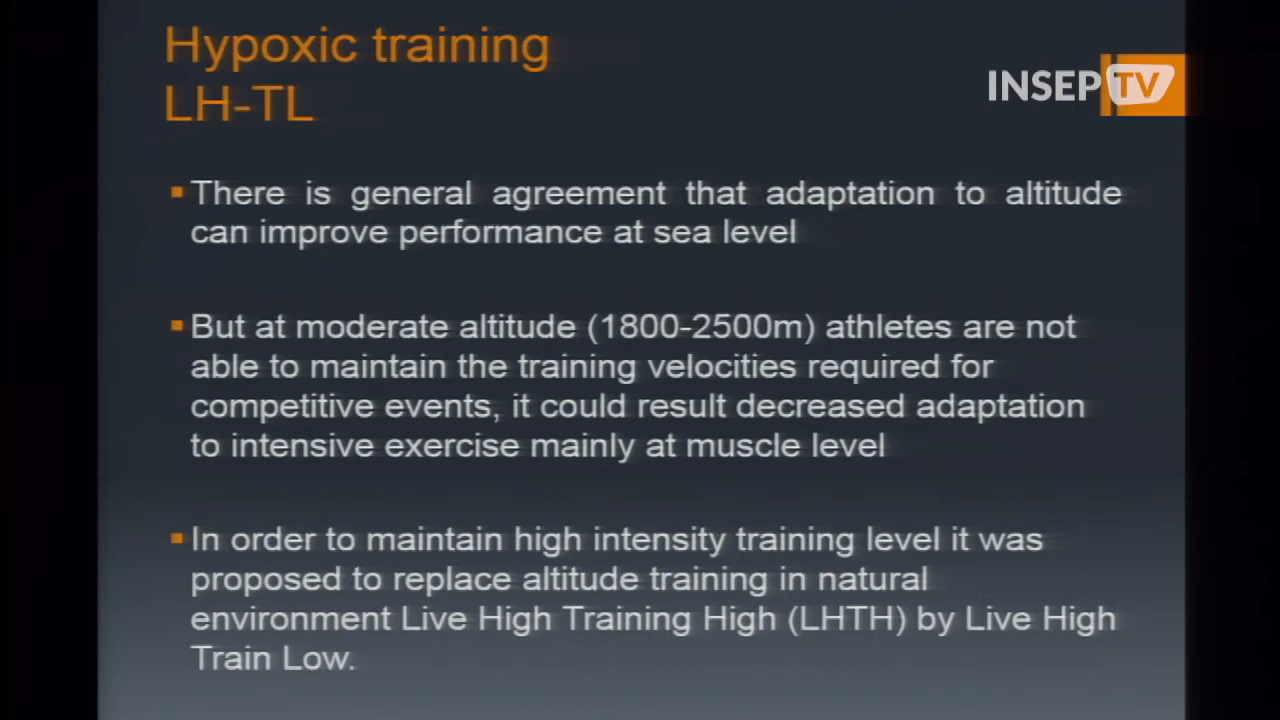 Hypoxic training
LH-TL
INSEP TV
▪ There is general agreement that adaptation to altitude
can improve performance at sea level
▪ But at moderate altitude (1800-2500m) athletes are not
able to maintain the training velocities required for
competitive events, it could result decreased adaptation
to intensive exercise mainly at muscle level
▪ In order to maintain high intensity training level it was
proposed to replace altitude training in natural
environment Live High Training High (LHTH) by Live High
Train Low.